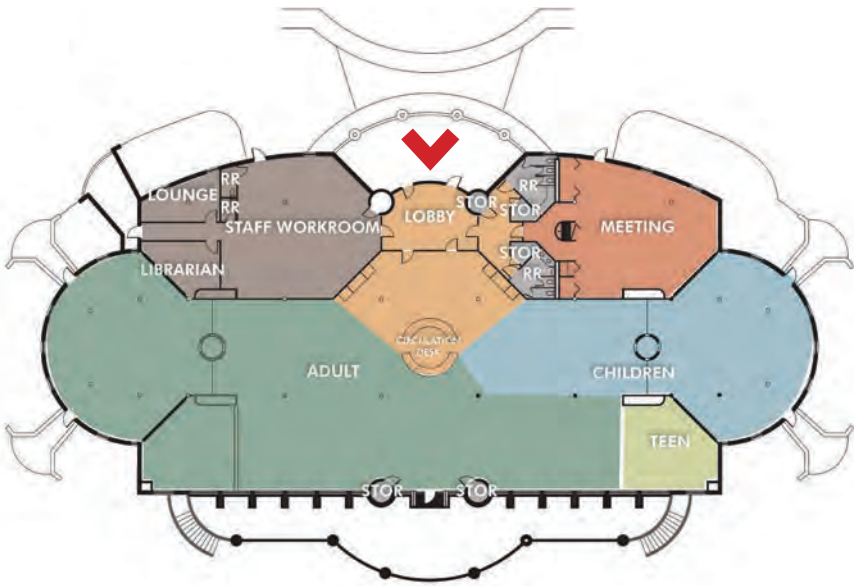 RR
RR
LOUNGE
RR
STOR
STOR
LOBBY
STAFF WORKROOM
MEETING
STOR
LIBRARIAN
RR
CIRCULATION
DESK
ADULT
CHILDREN
TEEN
STOR
STOR